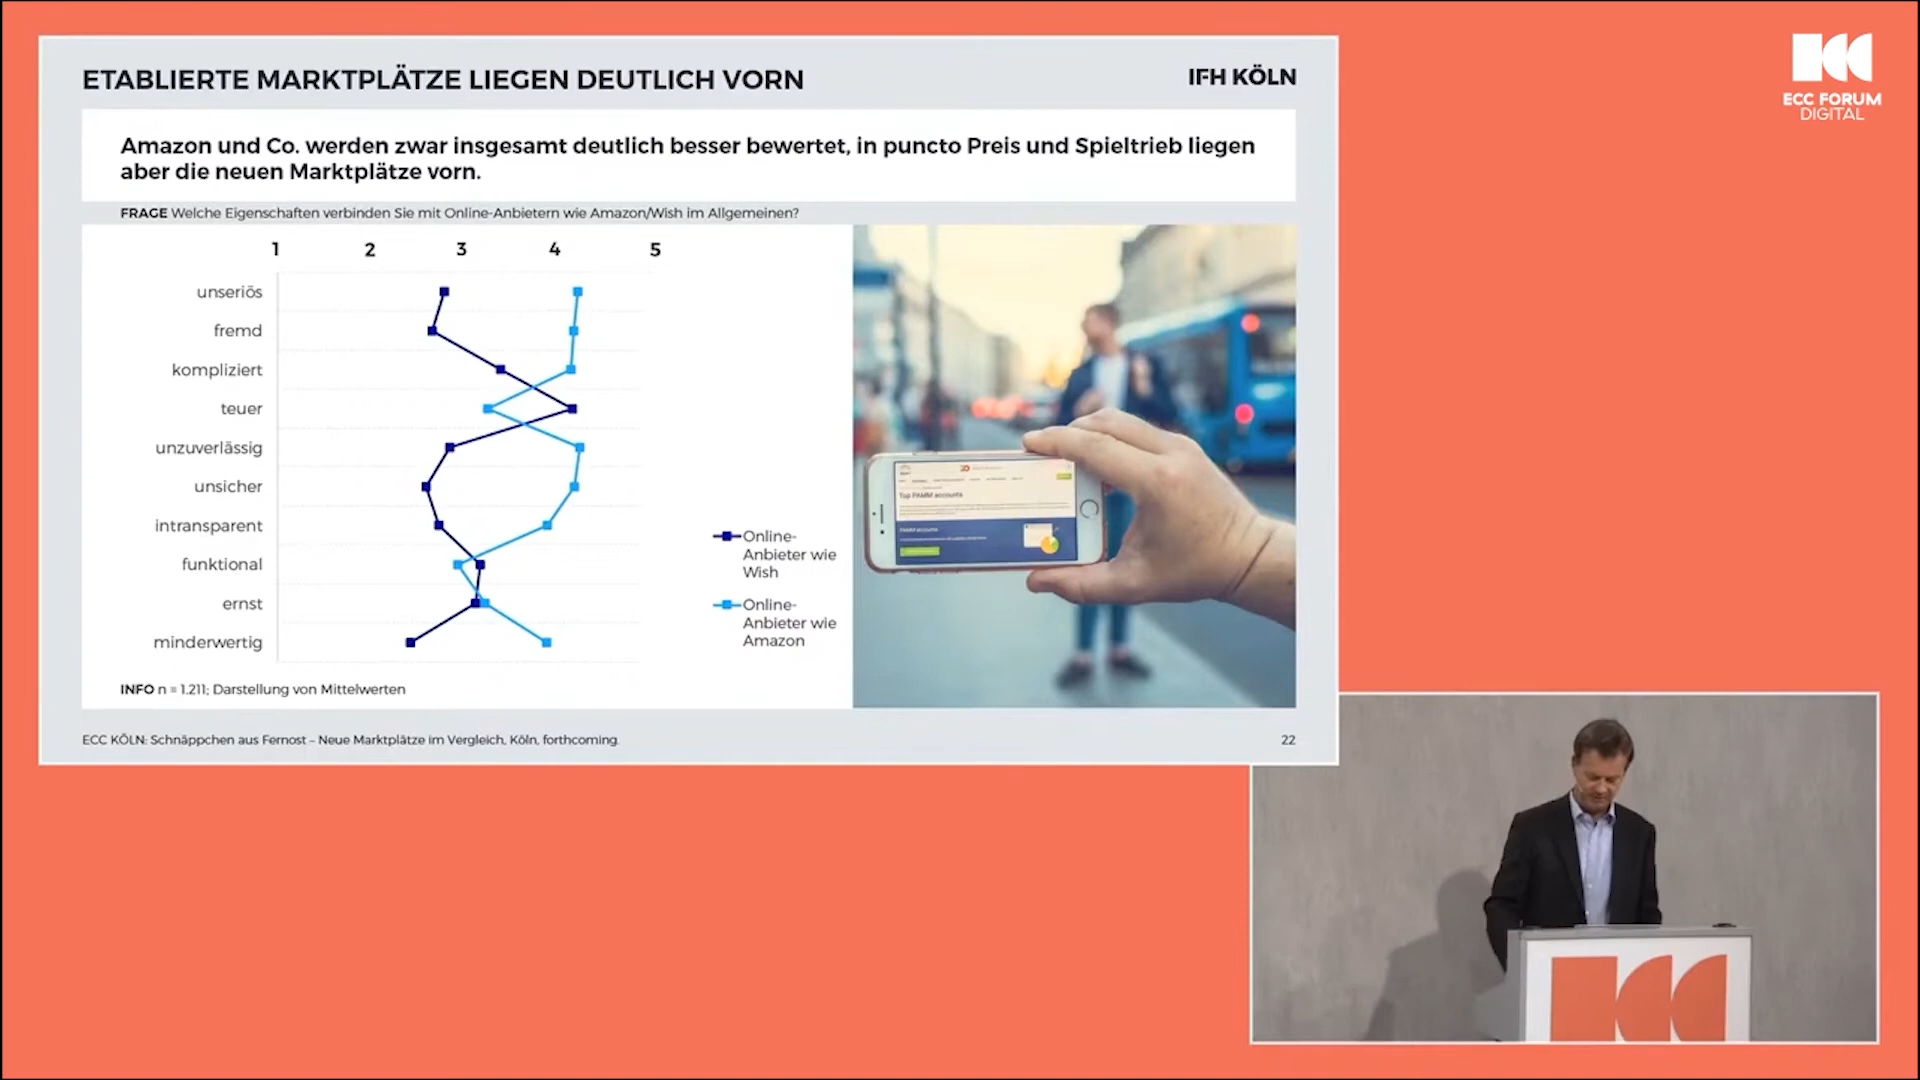 ETABLIERTE MARKTPLÄTZE LIEGEN DEUTLICH VORN
IFH KÖLN
ECC FORUM
DIGITAL
Amazon und Co. werden zwar insgesamt deutlich besser bewertet, in puncto Preis und Spieltrieb liegen
aber die neuen Marktplätze vorn.
FRAGE Welche Eigenschaften verbinden Sie mit Online-Anbietern wie Amazon/Wish im Allgemeinen?
1 2 3 4 5
unseriös
fremd
kompliziert
teuer
unzuverlässig
unsicher
intransparent
funktional
ernst
minderwertig
Online-
Anbieter wie
Wish
Online-
Anbieter wie
Amazon
Top PAMM accounts
INFO n = 1.211; Darstellung von Mittelwerten
ECC KÖLN: Schnäppchen aus Fernost – Neue Marktplätze im Vergleich, Köln, forthcoming.
22